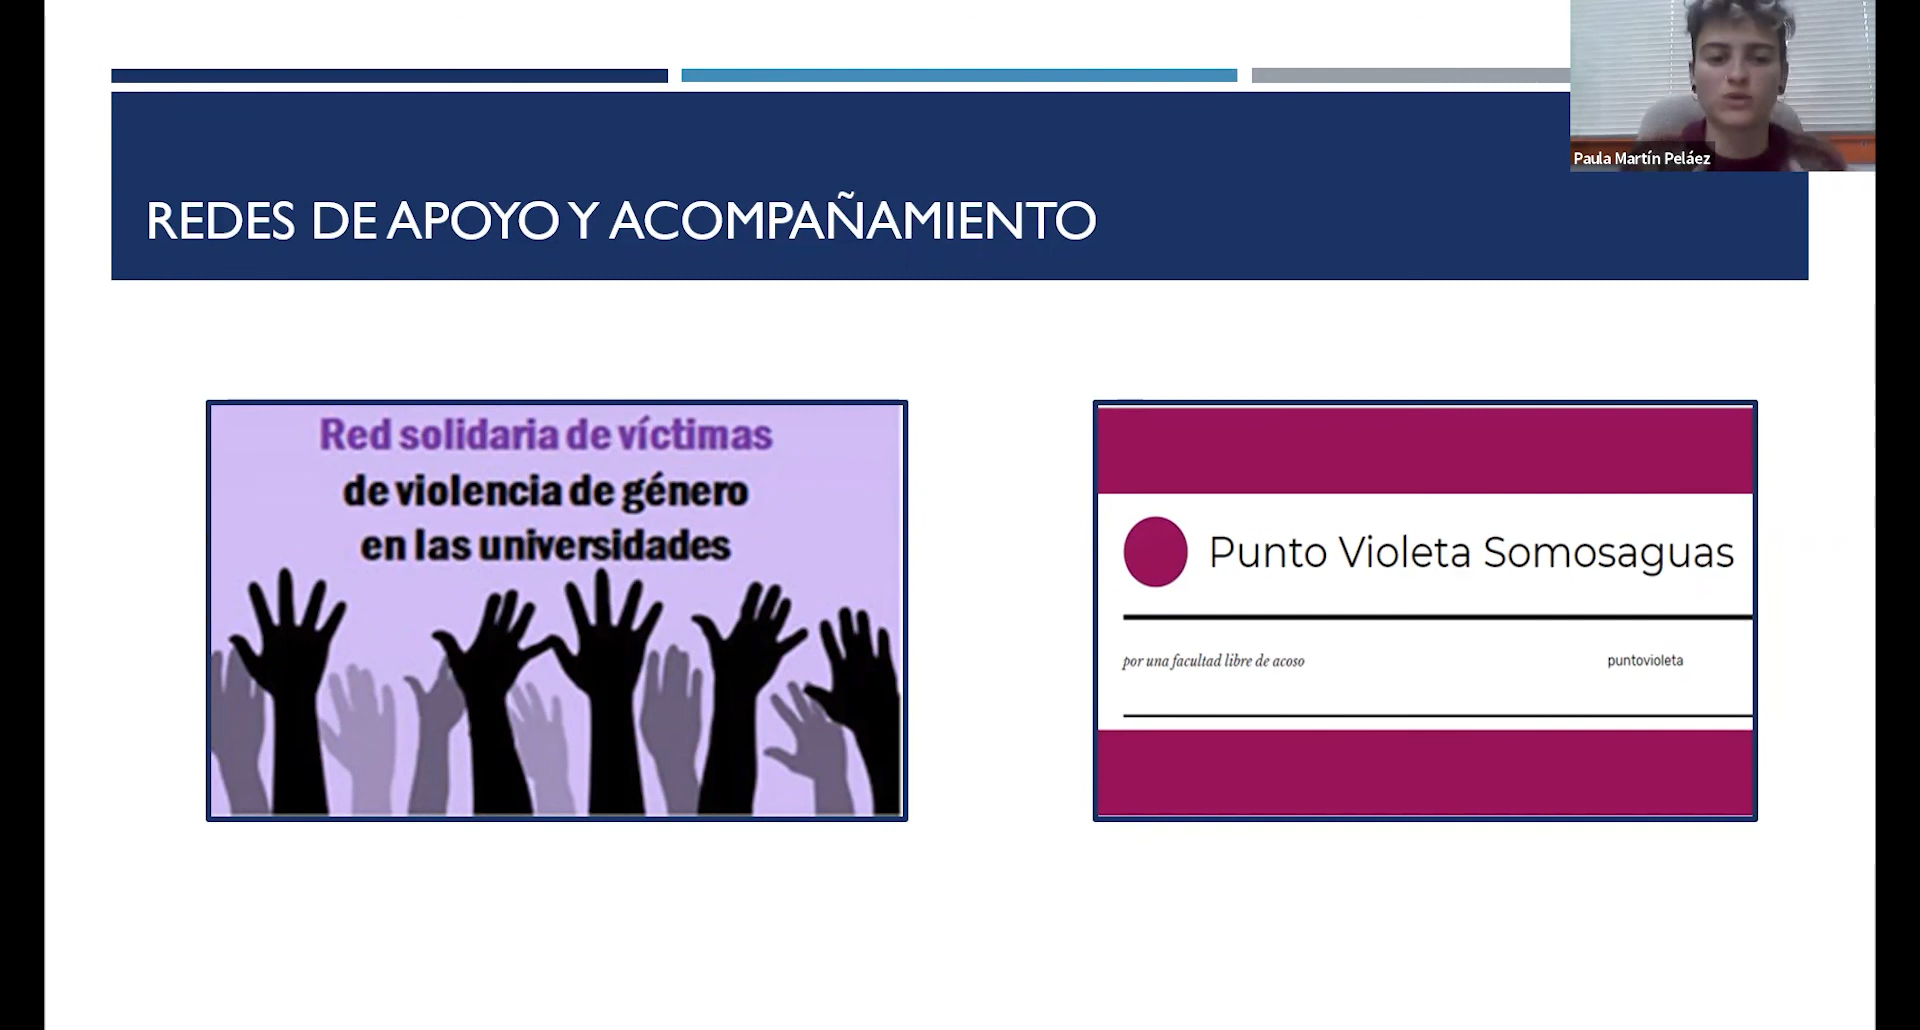 Paula Martín Peláez
REDES DE APOYO Y ACOMPAÑAMIENTO
Red solidaria de víctimas
de violencia de género
en las universidades
Punto Violeta Somosaguas
por una facultad libre de acoso
puntovioleta